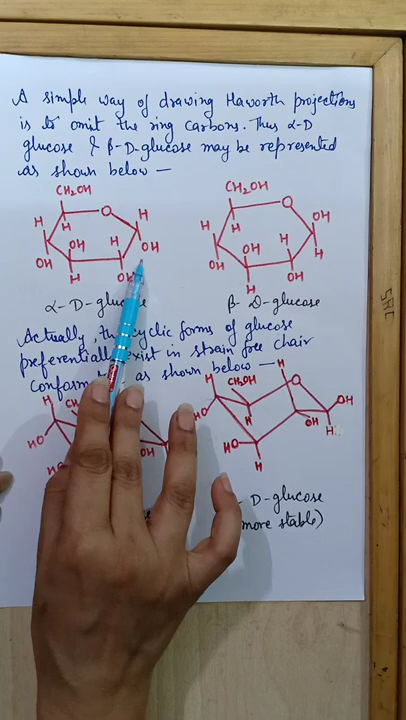 A simple way of drawing Haworth projections
is to omit the ring carbons. Thus α-D
glucose & β-D-glucose may be represented
as shown below —
CH₂OH CH₂OH
O O
H H H OH
H H
OH H OH OH H H
OH H OH OH H OH
H
α-D-glucose β D-glucose
Actually, the cyclic forms of glucose
preferentially exist in strain free chair
as shown below —
H H H
CH₂OH O
HO OH
HO H OH H
HO OH
H
D-glucose
more stable)